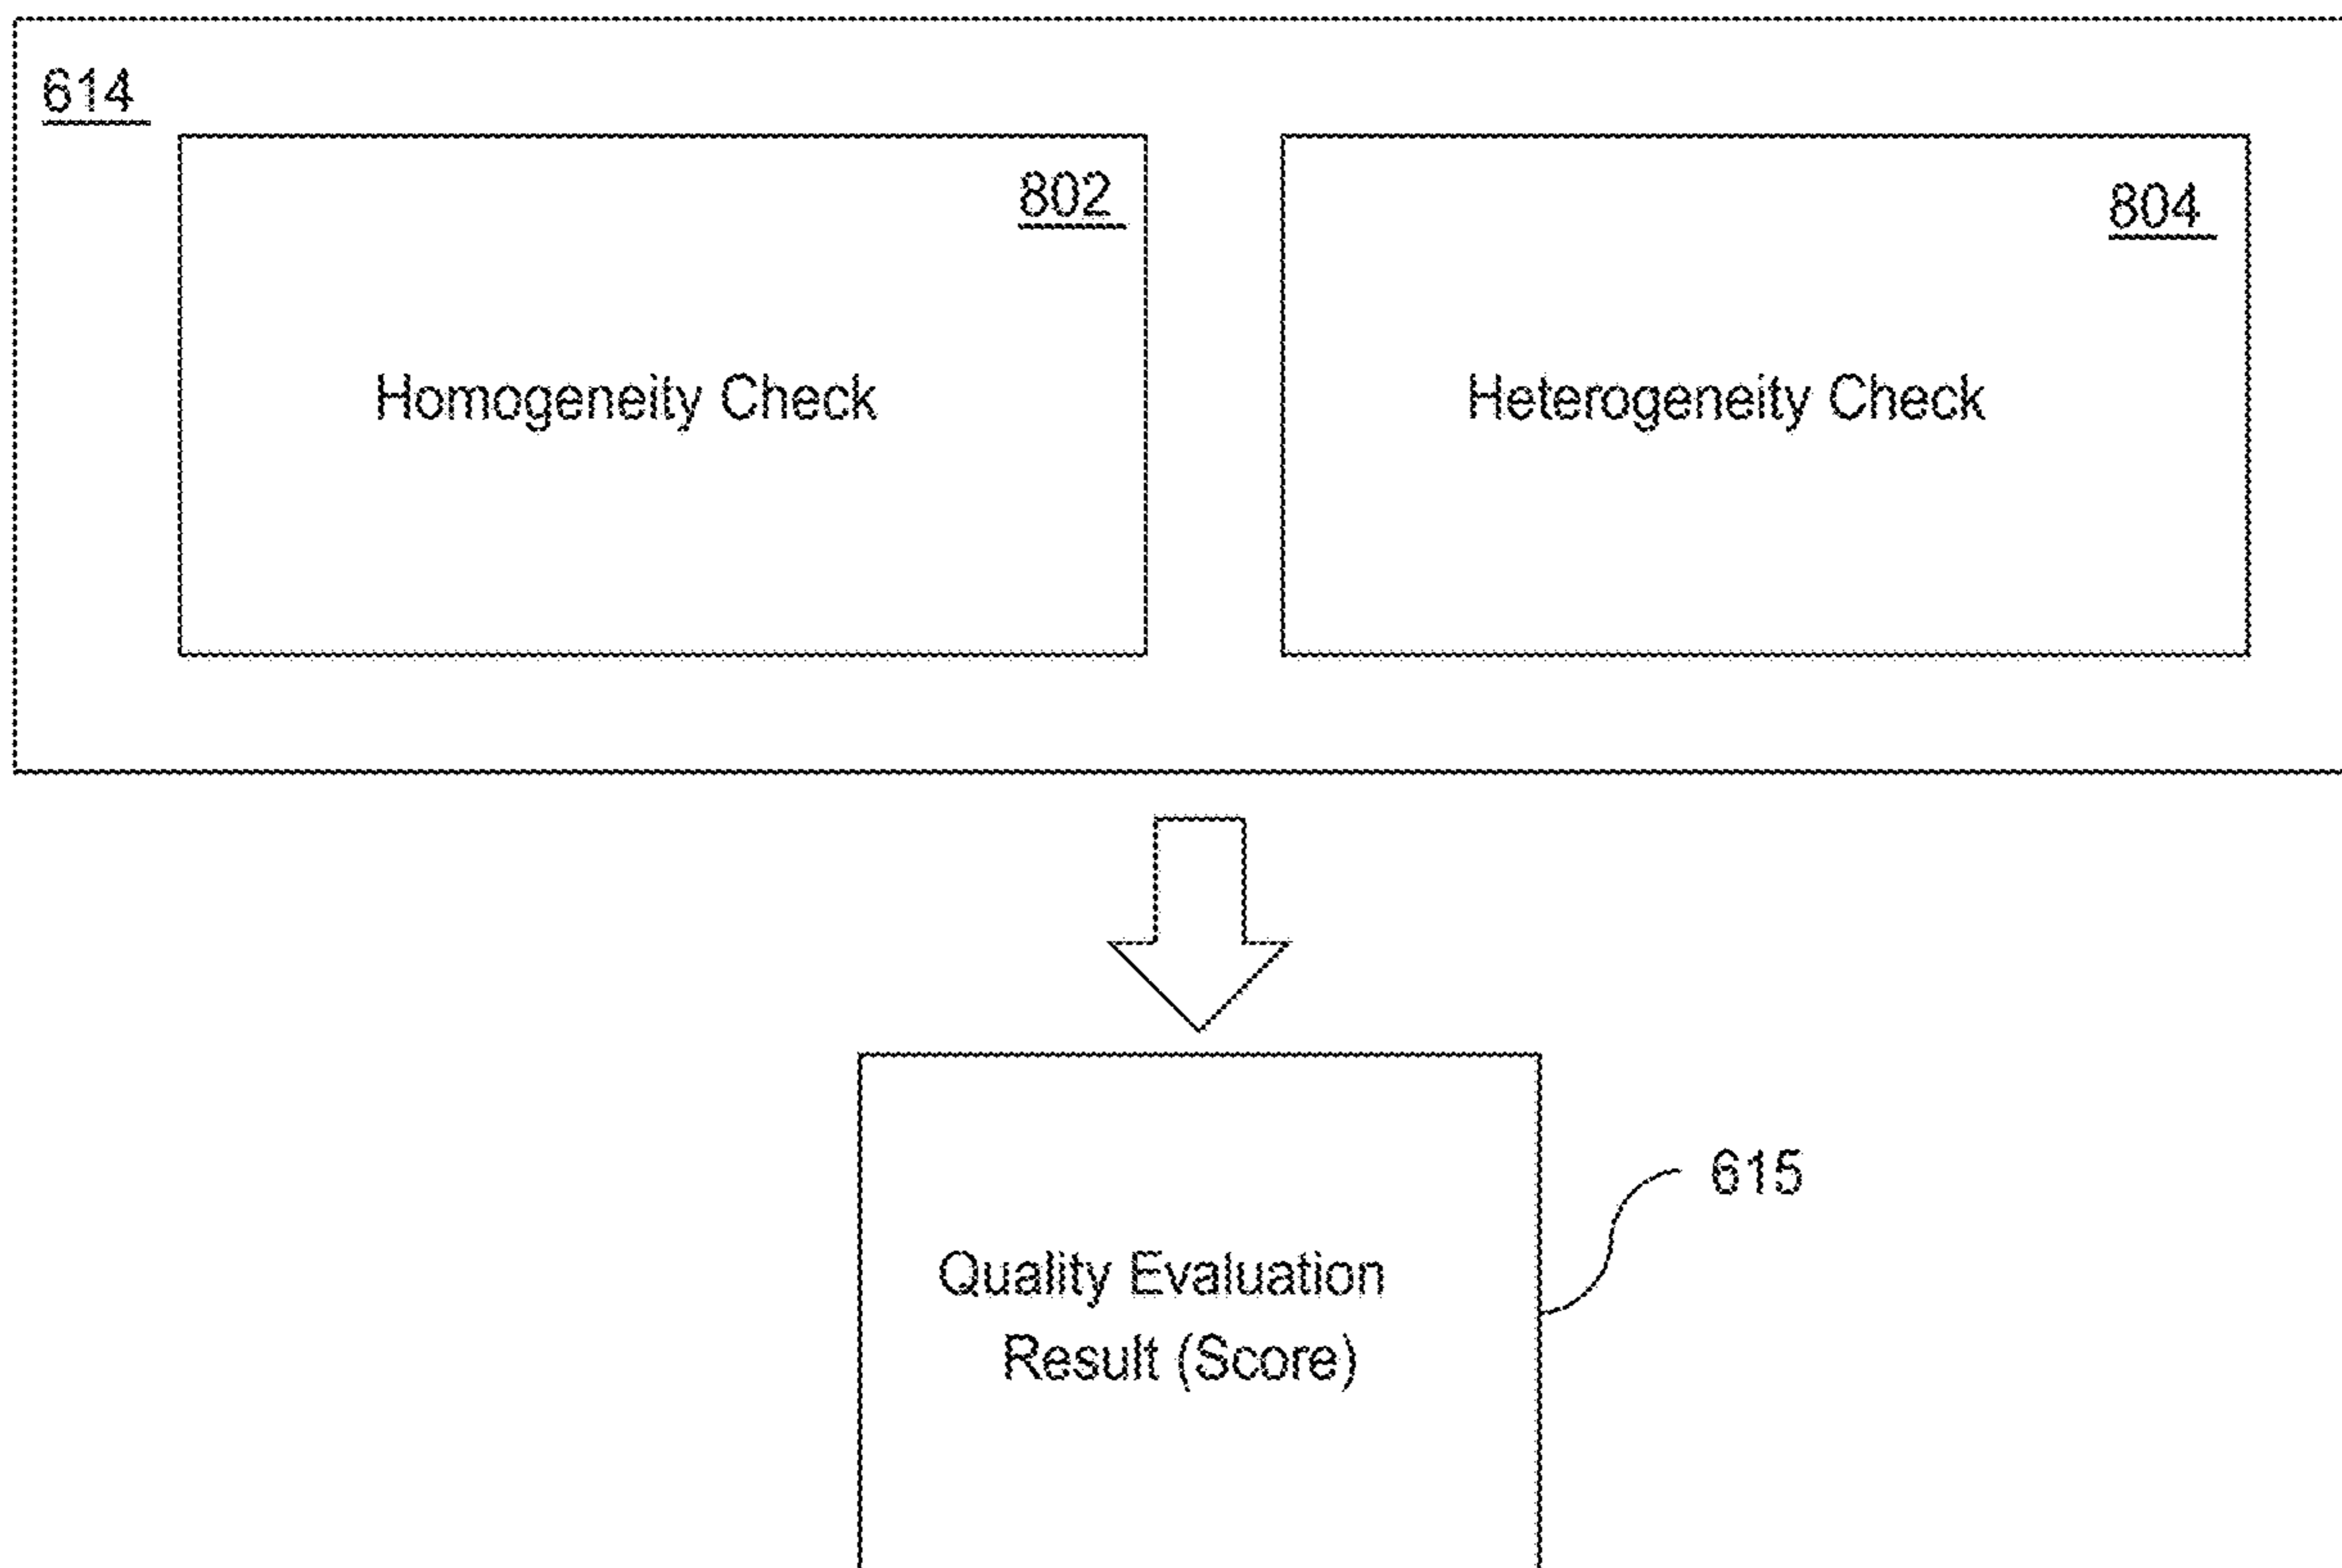 614
802
804
Homogeneity Check
Heterogeneity Check
615
Quality Evaluation
Result (Score)